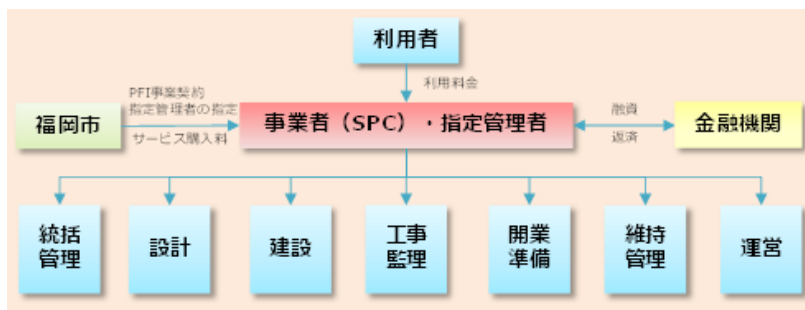 利用者
PFI事業契約
指定管理者の指定
利用料金
福岡市
事業者（SPC）・指定管理者
融資
金融機関
サービス購入料
返済
統括
管理
設計
建設
工事
監理
開業
準備
維持
管理
運営